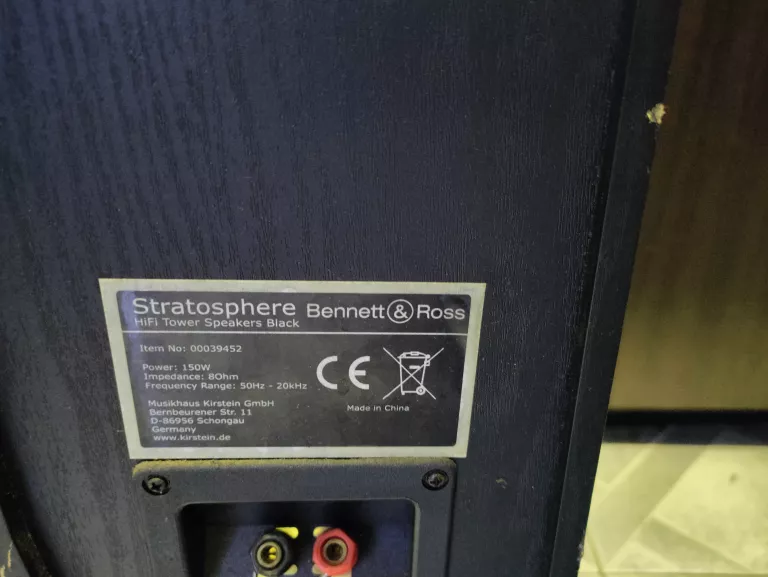 Stratosphere Bennett & Ross
HiFi Tower Speakers Black
Item No: 00039452
Power: 150W
Impedance: 8Ohm
Frequency Range: 50Hz - 20kHz
CE
Made in China
Musikhaus Kirstein GmbH
Bernbeurener Str. 11
D-86956 Schongau
Germany
www.kirstein.de